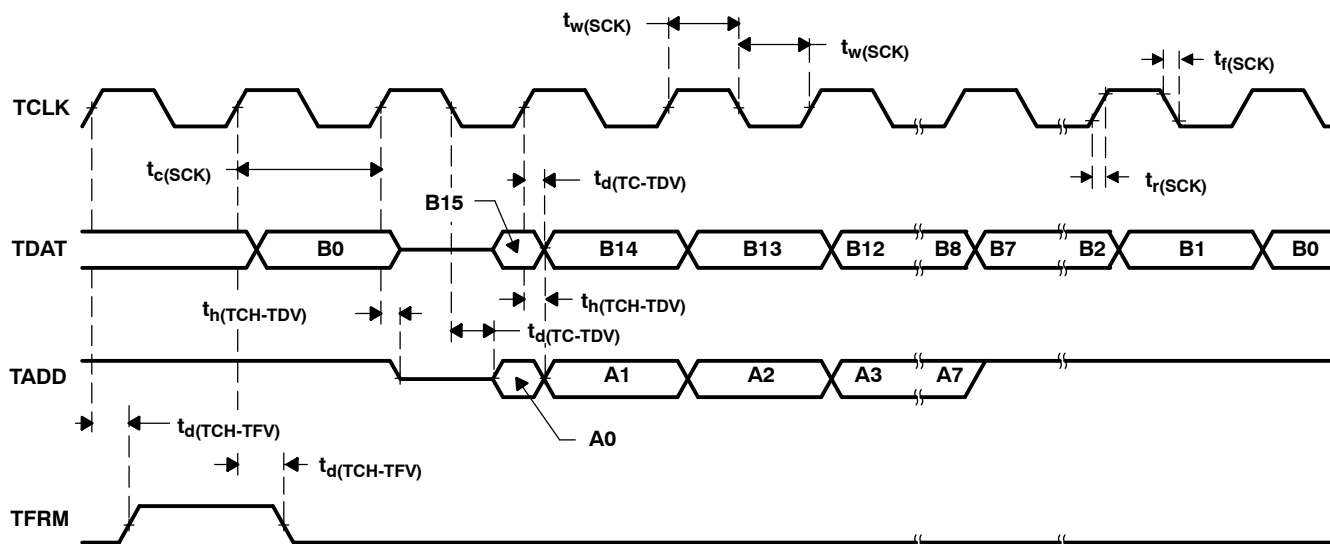 tw(SCK)
tw(SCK)
tf(SCK)
TCLK
tc(SCK)
td(TC-TDV)
tr(SCK)
B15
TDAT
B0
B14
B13
B12
B8
B7
B2
B1
B0
th(TCH-TDV)
th(TCH-TDV)
td(TC-TDV)
TADD
A1
A2
A3
A7
td(TCH-TFV)
A0
td(TCH-TFV)
TFRM